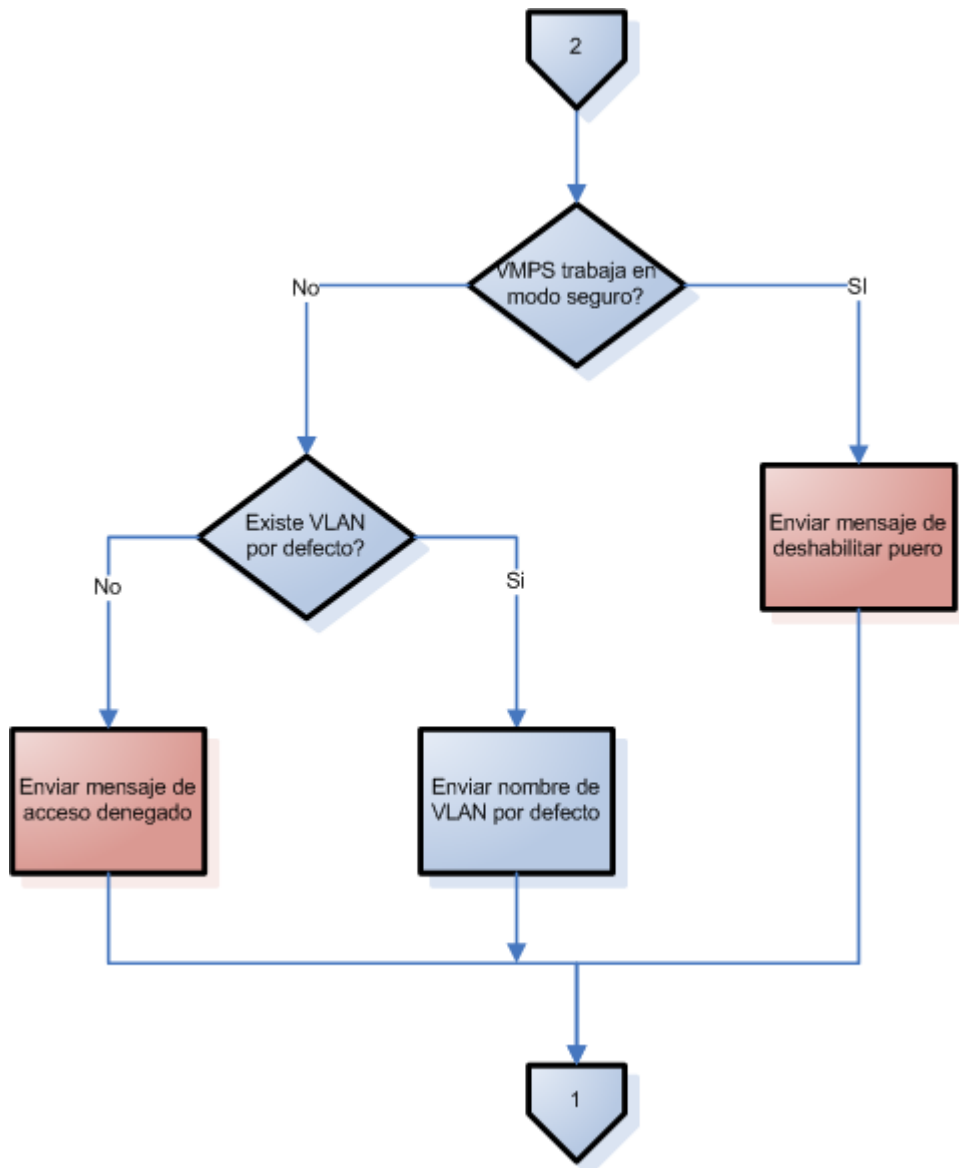 2
VMPS trabaja en
modo seguro?
No
SI
Existe VLAN
por defecto?
Enviar mensaje de
deshabilitar puero
No
Si
Enviar mensaje de
acceso denegado
Enviar nombre de
VLAN por defecto
1